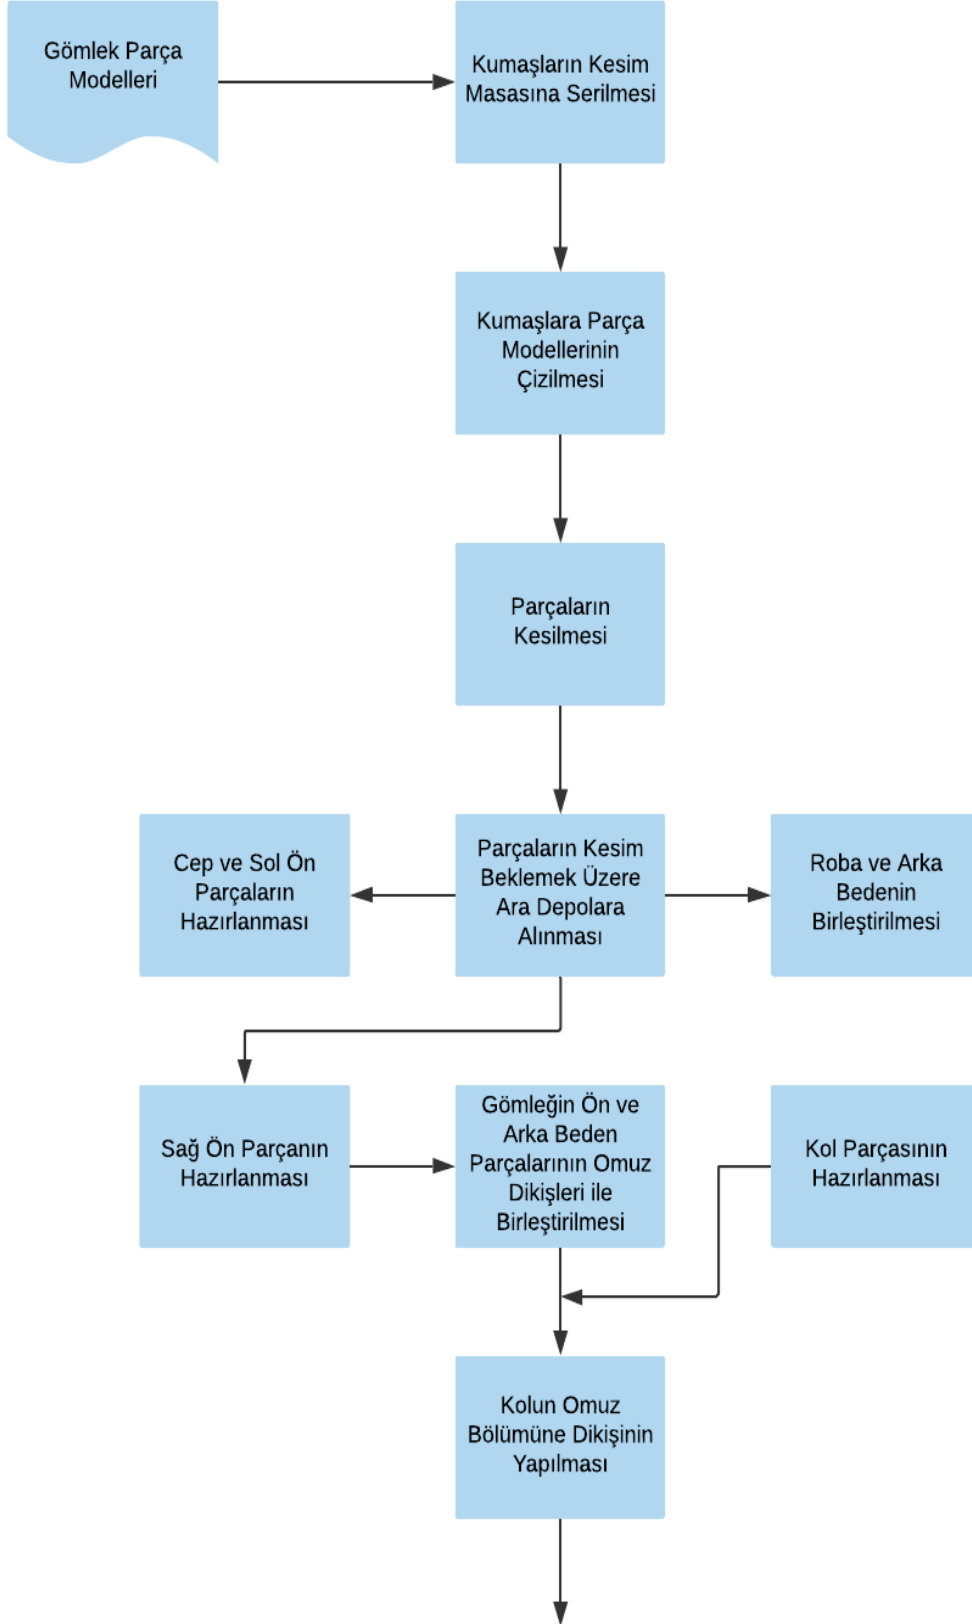 Gömlek Parça
Modelleri
Kumaşların Kesim
Masasına Serilmesi
Kumaşlara Parça
Modellerinin
Çizilmesi
Parçaların
Kesilmesi
Cep ve Sol Ön
Parçaların
Hazırlanması
Parçaların Kesim
Beklemek Üzere
Ara Depolara
Alınması
Roba ve Arka
Bedenin
Birleştirilmesi
Sağ Ön Parçanın
Hazırlanması
Gömleğin Ön ve
Arka Beden
Parçalarının Omuz
Dikişleri ile
Birleştirilmesi
Kol Parçasının
Hazırlanması
Kolun Omuz
Bölümüne Dikişinin
Yapılması